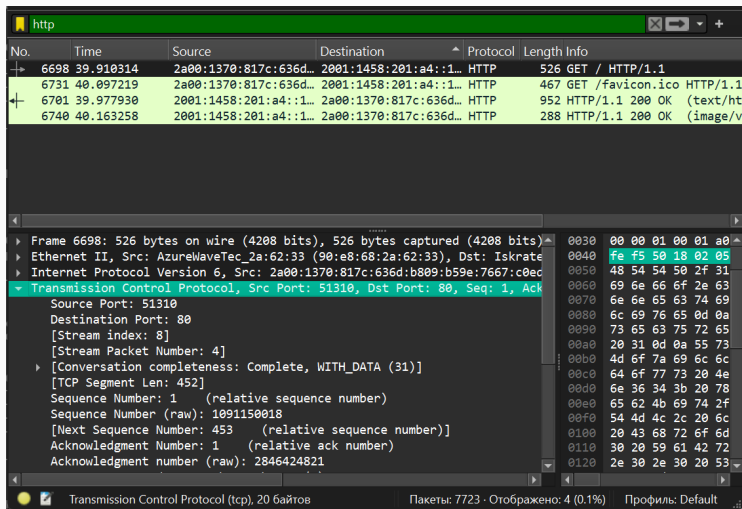 http
No. Time Source Destination Protocol Length Info
6698 39.910314 2a00:1370:817c:636d… 2001:1458:201:a4::1… HTTP 526 GET / HTTP/1.1
6731 40.097219 2a00:1370:817c:636d… 2001:1458:201:a4::1… HTTP 467 GET /favicon.ico HTTP/1.1
6701 39.977930 2001:1458:201:a4::1… 2a00:1370:817c:636d… HTTP 952 HTTP/1.1 200 OK (text/ht
6740 40.163258 2001:1458:201:a4::1… 2a00:1370:817c:636d… HTTP 288 HTTP/1.1 200 OK (image/v
Frame 6698: 526 bytes on wire (4208 bits), 526 bytes captured (4208 bits)
Ethernet II, Src: AzureWaveTec_2a:62:33 (90:e8:68:2a:62:33), Dst: Iskrate
Internet Protocol Version 6, Src: 2a00:1370:817c:636d:b809:b59e:7667:c0ed
Transmission Control Protocol, Src Port: 51310, Dst Port: 80, Seq: 1, Ack
Source Port: 51310
Destination Port: 80
[Stream index: 8]
[Stream Packet Number: 4]
[Conversation completeness: Complete, WITH_DATA (31)]
[TCP Segment Len: 452]
Sequence Number: 1 (relative sequence number)
Sequence Number (raw): 1091150018
[Next Sequence Number: 453 (relative sequence number)]
Acknowledgment Number: 1 (relative ack number)
Acknowledgment number (raw): 2846424821
0030 00 00 01 00 01 a0
0040 fe f5 50 18 02 05
0050 48 54 54 50 2f 31
0060 69 6e 66 6f 2e 63
0070 6e 6e 65 63 74 69
0080 6c 69 76 65 0d 0a
0090 73 65 63 75 72 65
00a0 20 31 0d 0a 55 73
00b0 4d 6f 7a 69 6c 6c
00c0 64 6f 77 73 20 4e
00d0 6e 36 34 3b 20 78
00e0 65 62 4b 69 74 2f
00f0 54 4d 4c 2c 20 6c
0100 20 43 68 72 6f 6d
0110 30 20 59 61 42 72
0120 2e 30 2e 30 20 53
Transmission Control Protocol (tcp), 20 байтов
Пакеты: 7723 · Отображено: 4 (0.1%)
Профиль: Default